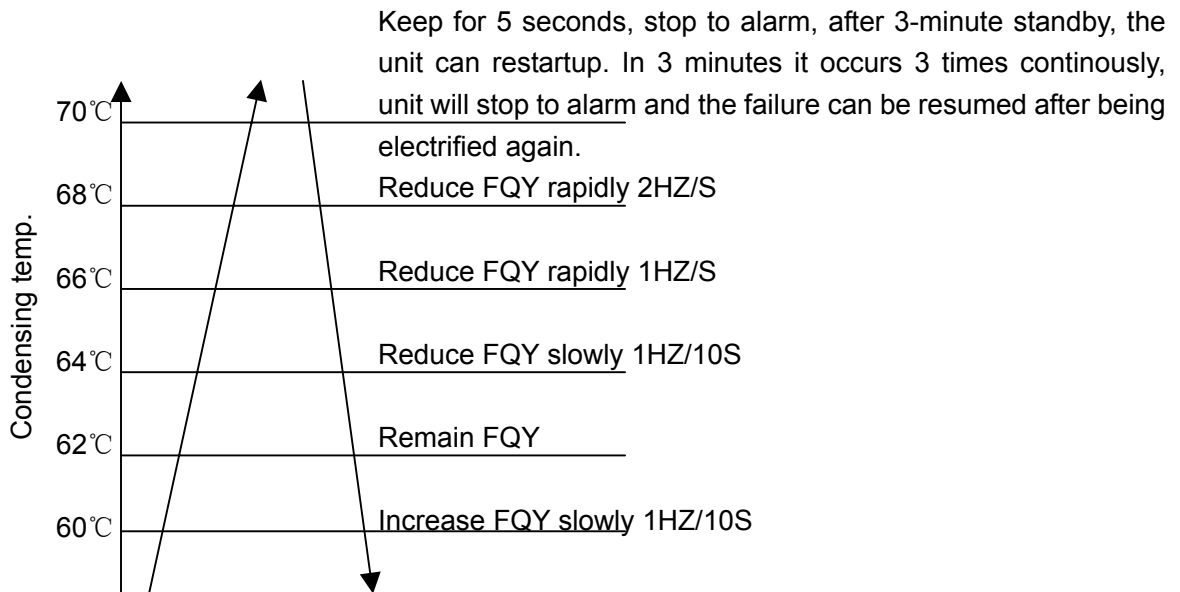 Keep for 5 seconds, stop to alarm, after 3-minute standby, the
unit can restartup. In 3 minutes it occurs 3 times continously,
unit will stop to alarm and the failure can be resumed after being
electrified again.
70℃
68℃ Reduce FQY rapidly 2HZ/S
66℃ Reduce FQY rapidly 1HZ/S
64℃ Reduce FQY slowly 1HZ/10S
62℃ Remain FQY
60℃ Increase FQY slowly 1HZ/10S
Condensing temp.